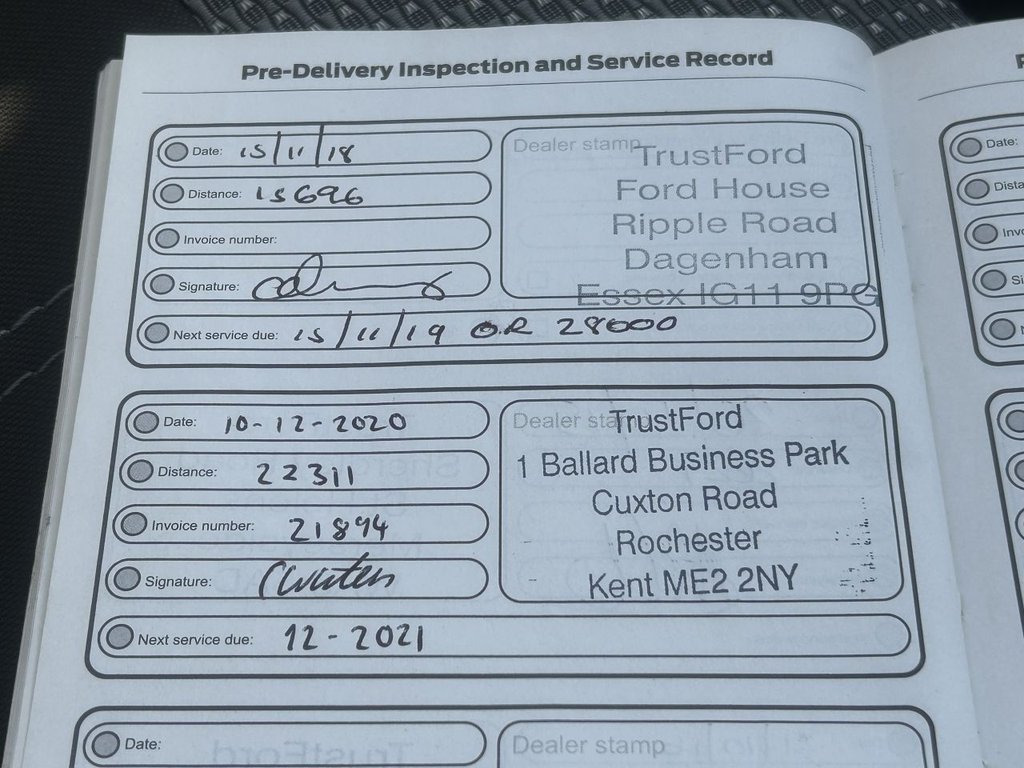 Pre-Delivery Inspection and Service Record
Date: 15/11/18
Distance: 15696
Invoice number:
Signature:
Next service due: 15/11/19 OR 28000
Dealer stamp
TrustFord
Ford House
Ripple Road
Dagenham
Essex IG11 9PG
Date: 10-12-2020
Distance: 22311
Invoice number: 21894
Signature:
Next service due: 12-2021
Dealer stamp
TrustFord
1 Ballard Business Park
Cuxton Road
Rochester
Kent ME2 2NY
Date:
Dealer stamp
Date: